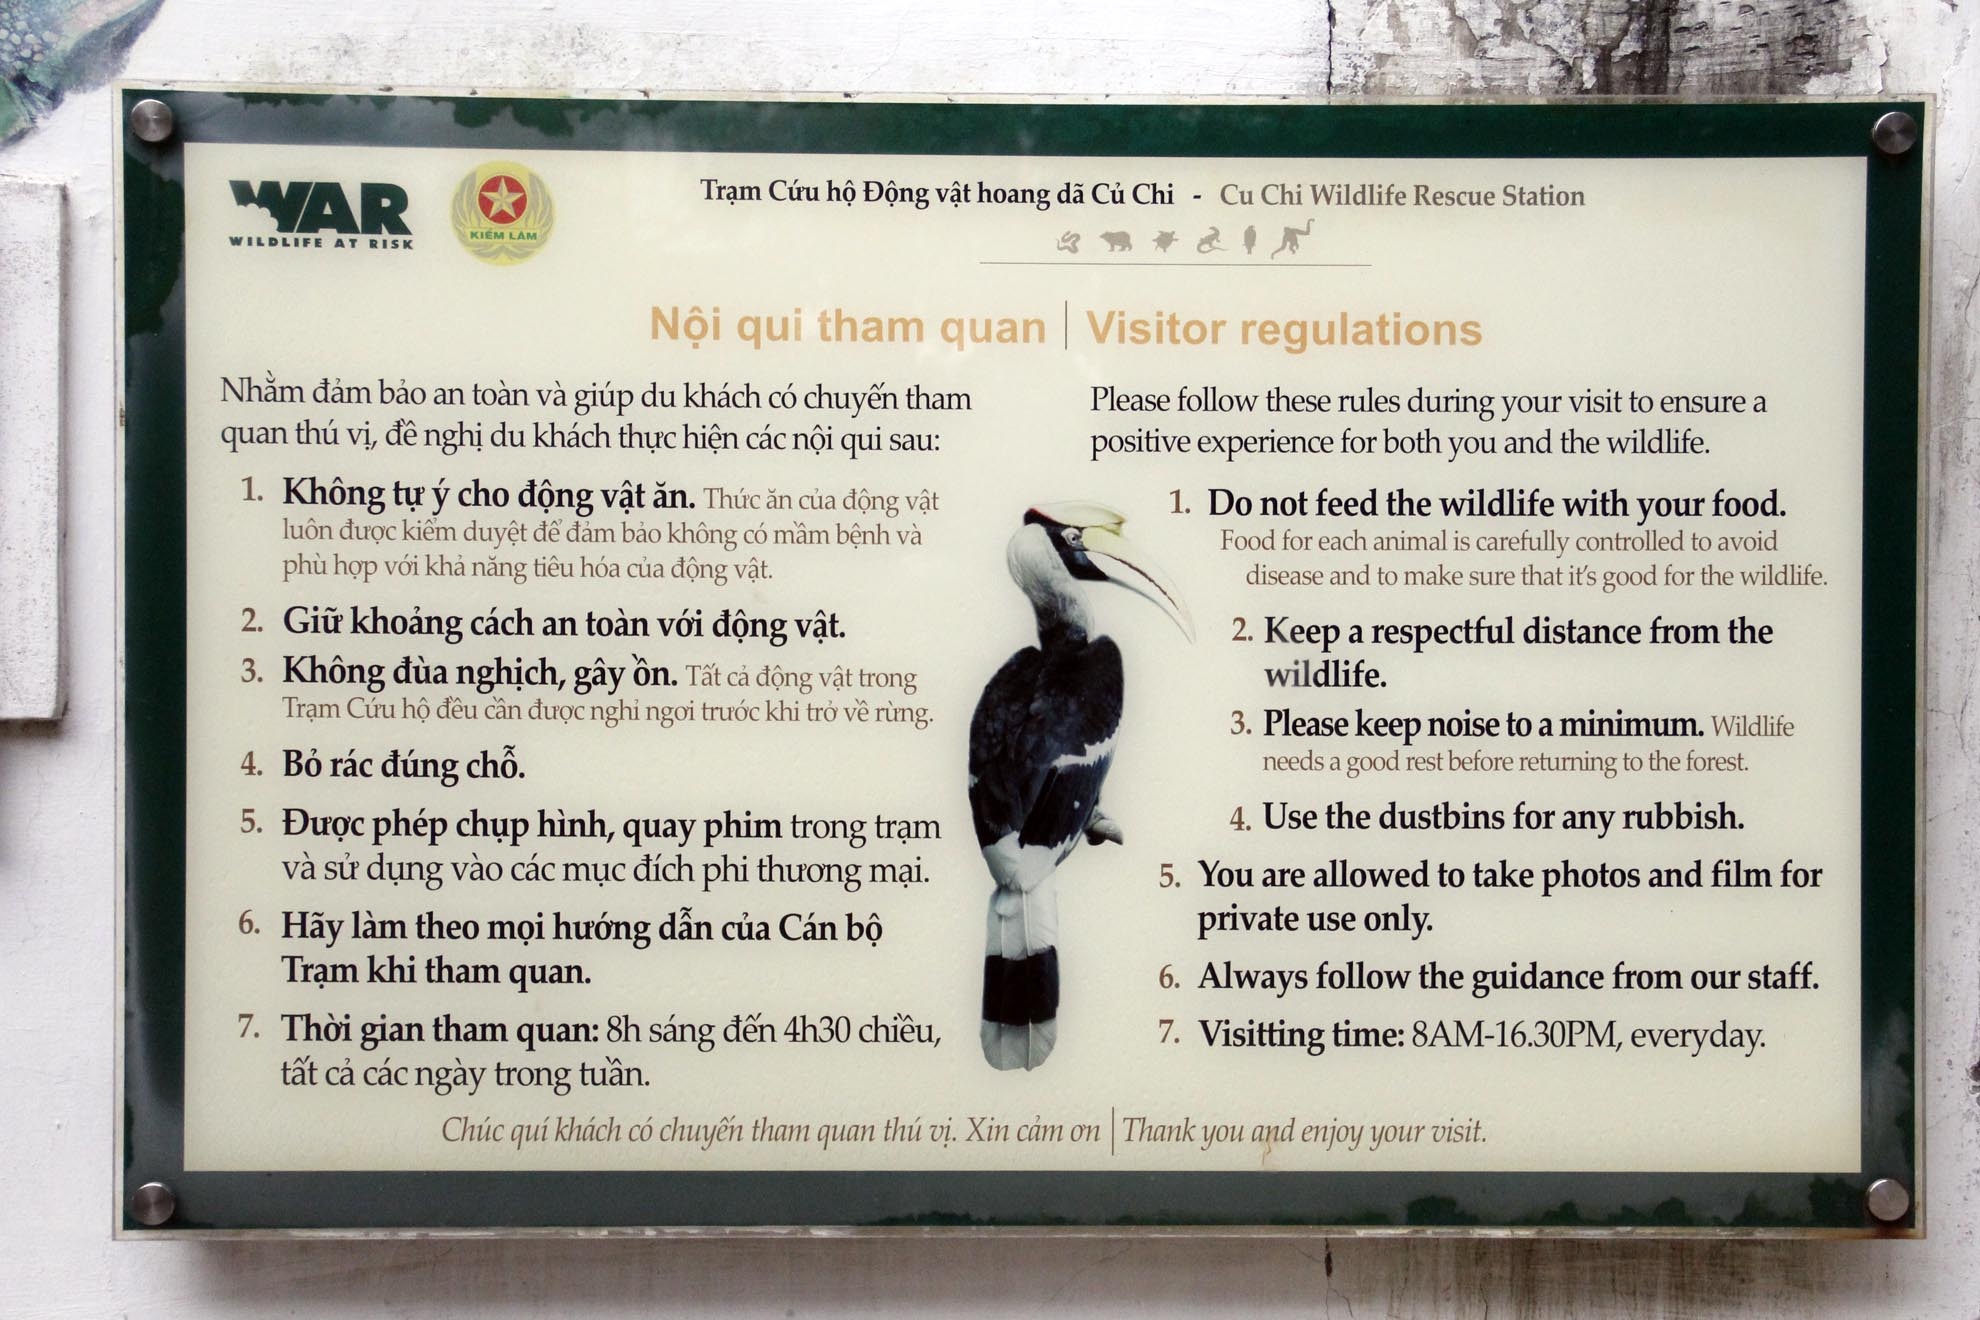 WAR
WILDLIFE AT RISK
KIỂM LÂM
Trạm Cứu hộ Động vật hoang dã Củ Chi - Cu Chi Wildlife Rescue Station
Nội qui tham quan | Visitor regulations
Nhằm đảm bảo an toàn và giúp du khách có chuyến tham
quan thú vị, đề nghị du khách thực hiện các nội qui sau:
1. Không tự ý cho động vật ăn. Thức ăn của động vật
luôn được kiểm duyệt để đảm bảo không có mầm bệnh và
phù hợp với khả năng tiêu hóa của động vật.
2. Giữ khoảng cách an toàn với động vật.
3. Không đùa nghịch, gây ồn. Tất cả động vật trong
Trạm Cứu hộ đều cần được nghỉ ngơi trước khi trở về rừng.
4. Bỏ rác đúng chỗ.
5. Được phép chụp hình, quay phim trong trạm
và sử dụng vào các mục đích phi thương mại.
6. Hãy làm theo mọi hướng dẫn của Cán bộ
Trạm khi tham quan.
7. Thời gian tham quan: 8h sáng đến 4h30 chiều,
tất cả các ngày trong tuần.
Please follow these rules during your visit to ensure a
positive experience for both you and the wildlife.
1. Do not feed the wildlife with your food.
Food for each animal is carefully controlled to avoid
disease and to make sure that it's good for the wildlife.
2. Keep a respectful distance from the
wildlife.
3. Please keep noise to a minimum. Wildlife
needs a good rest before returning to the forest.
4. Use the dustbins for any rubbish.
5. You are allowed to take photos and film for
private use only.
6. Always follow the guidance from our staff.
7. Visitting time: 8AM-16.30PM, everyday.
Chúc quí khách có chuyến tham quan thú vị. Xin cảm ơn | Thank you and enjoy your visit.